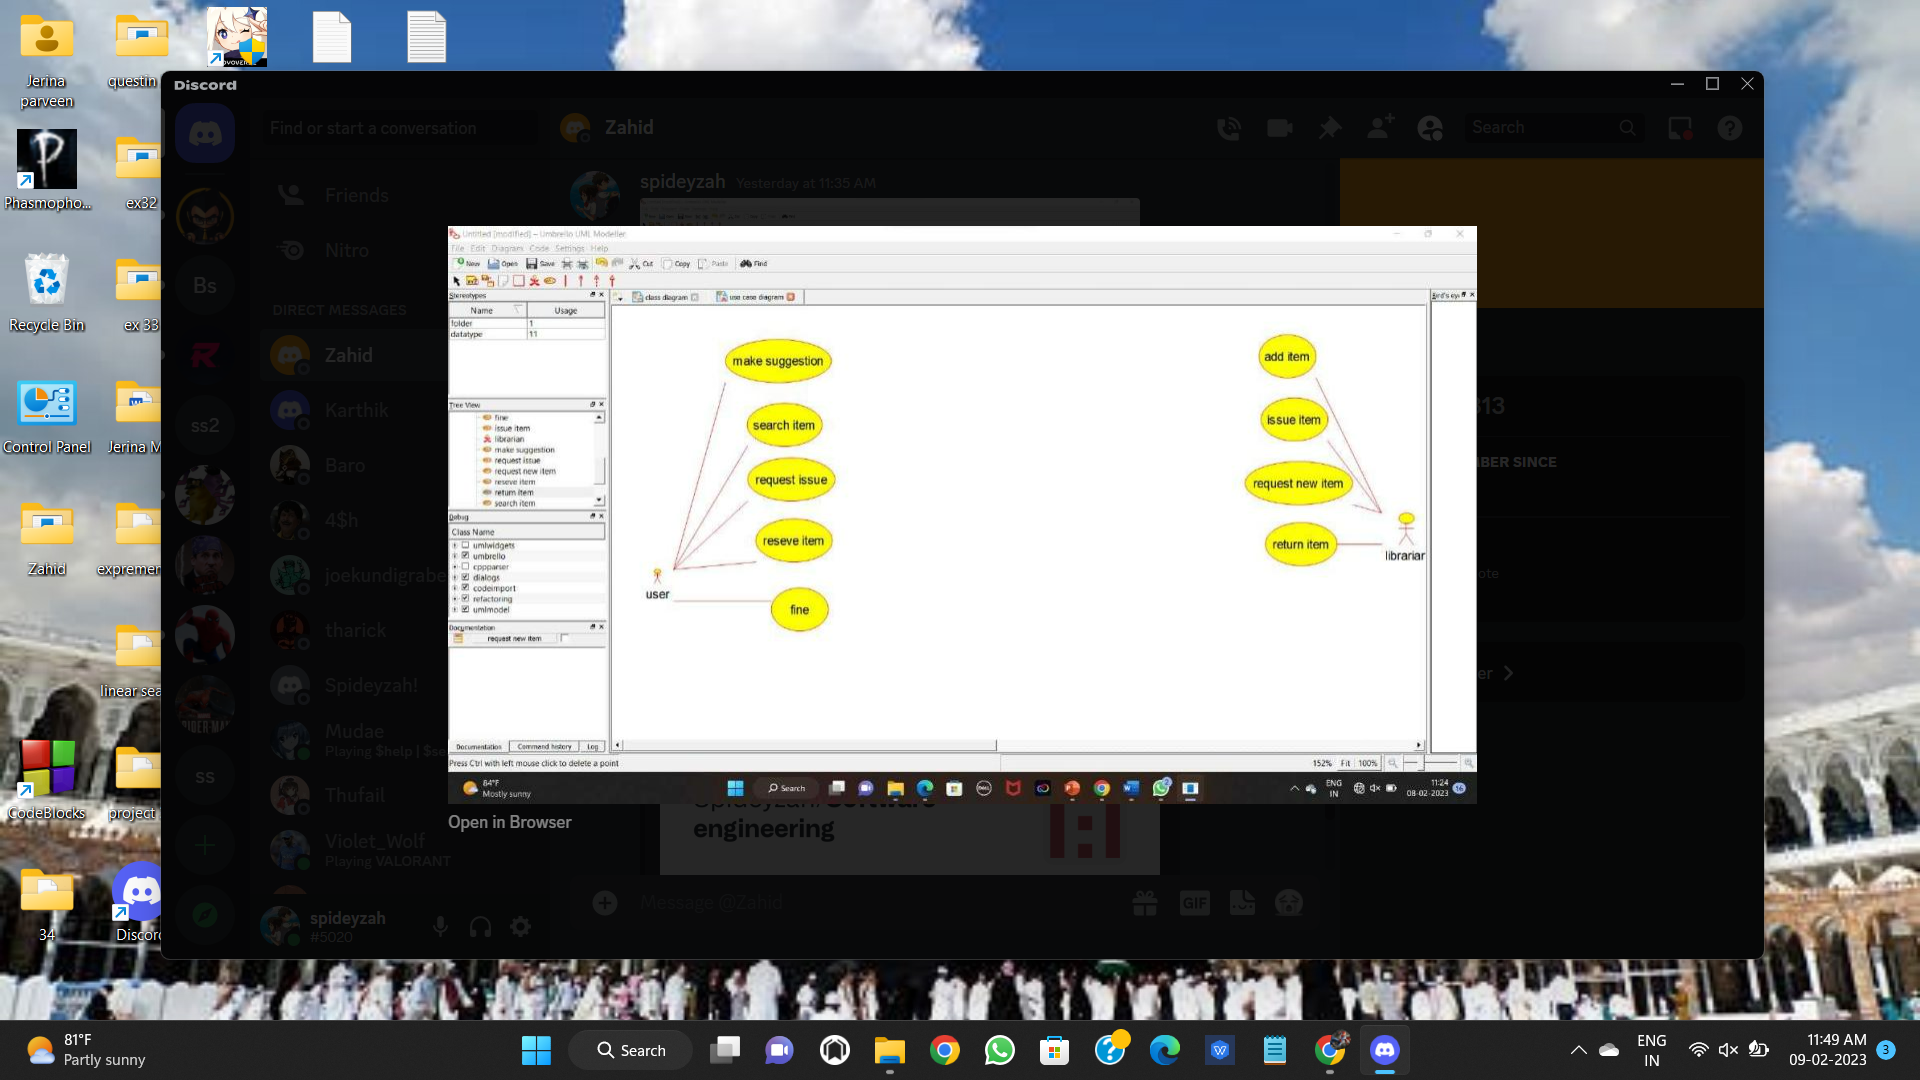 Jerina
parveen
questin
OVOVERSE
Phasmopho...
ex32
Recycle Bin
ex 33
Control Panel
Jerina M
Zahid
expremen
linear sea
CodeBlocks
project
34
Discord
Discord
Find or start a conversation
Friends
Nitro
DIRECT MESSAGES
Zahid
Karthik
Baro
4$h
joekundigrabe
tharick
Spideyzah!
Mudae
Playing $help | $se
Thufail
Violet_Wolf
Playing VALORANT
spideyzah
#5020
Bs
ss2
ss
Zahid
Search
spideyzah Yesterday at 11:35 AM
Untitled [modified] – Umbrello UML Modeller
File Edit Diagram Code Settings Help
New Open Save Cut Copy Paste Find
Stereotypes
Name Usage
folder 1
datatype 11
Tree View
fine
issue item
librarian
make suggestion
request issue
request new item
reseve item
return item
search item
Debug
Class Name
umlwidgets
umbrello
cppparser
dialogs
codeimport
refactoring
umlmodel
Documentation
request new item
Documentation Command history Log
Press Ctrl with left mouse click to delete a point
class diagram use case diagram
Bird's ey
make suggestion
search item
request issue
reseve item
fine
user
add item
issue item
request new item
return item
librarian
152% Fit 100%
84°F
Mostly sunny
Search
ENG
IN
11:24
08-02-2023
16
Open in Browser
engineering
Message @Zahid
GIF
313
BER SINCE
ote
er
81°F
Partly sunny
Search
ENG
IN
11:49 AM
09-02-2023
3